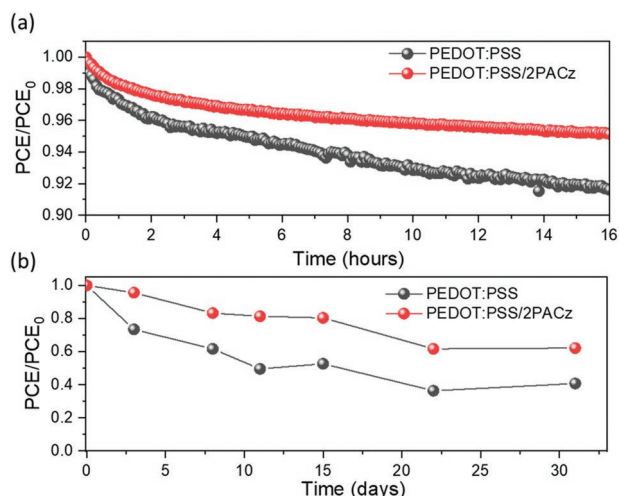 (a)
PEDOT:PSS
PEDOT:PSS/2PACz
PCE/PCE₀
1.00
0.98
0.96
0.94
0.92
0.90
0 2 4 6 8 10 12 14 16
Time (hours)
(b)
PEDOT:PSS
PEDOT:PSS/2PACz
PCE/PCE₀
1.0
0.8
0.6
0.4
0.2
0.0
0 5 10 15 20 25 30
Time (days)